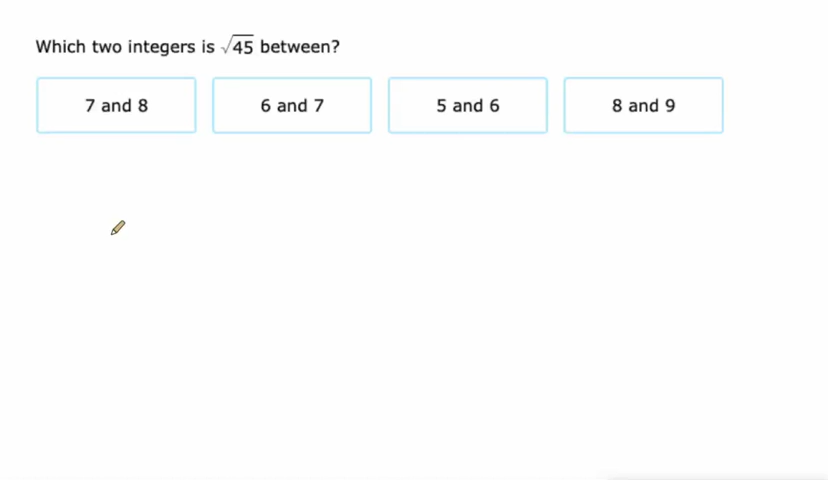 Which two integers is √45 between?
7 and 8
6 and 7
5 and 6
8 and 9